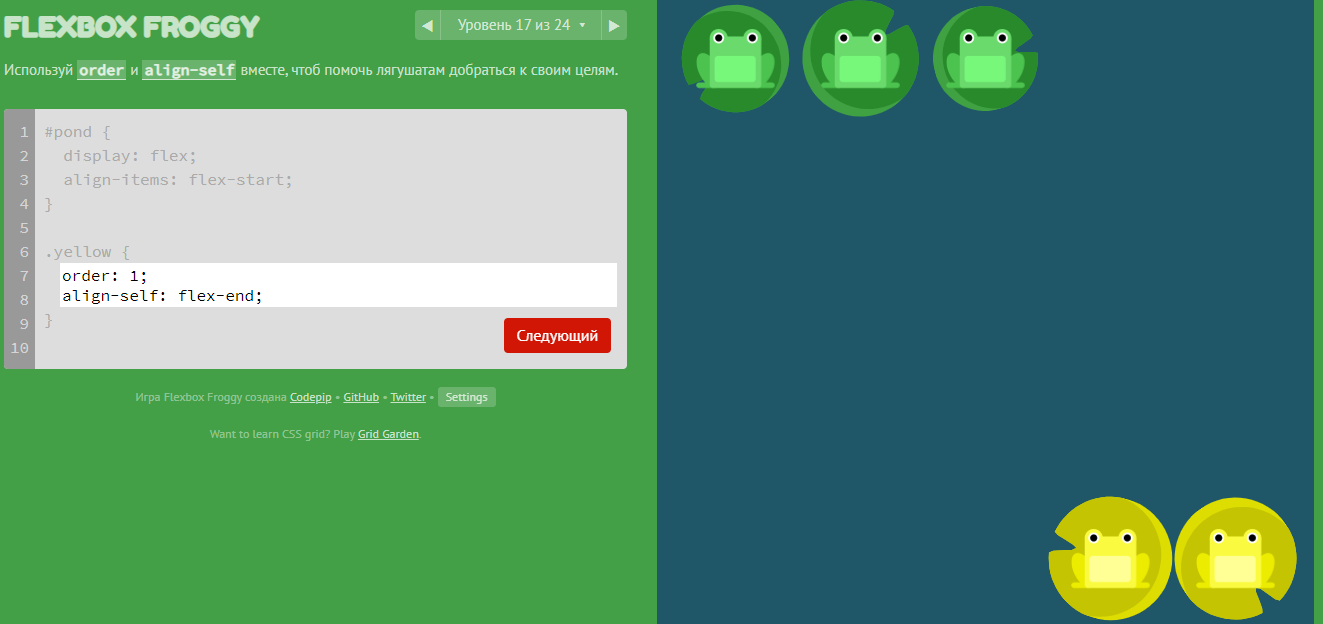 FLEXBOX FROGGY
◀ Уровень 17 из 24 ▾ ▶
Используй order и align-self вместе, чтоб помочь лягушатам добраться к своим целям.
1 #pond {
2 display: flex;
3 align-items: flex-start;
4 }
5
6 .yellow {
7 order: 1;
8 align-self: flex-end;
9 }
10
Следующий
Игра Flexbox Froggy создана Codepip • GitHub • Twitter • Settings
Want to learn CSS grid? Play Grid Garden.